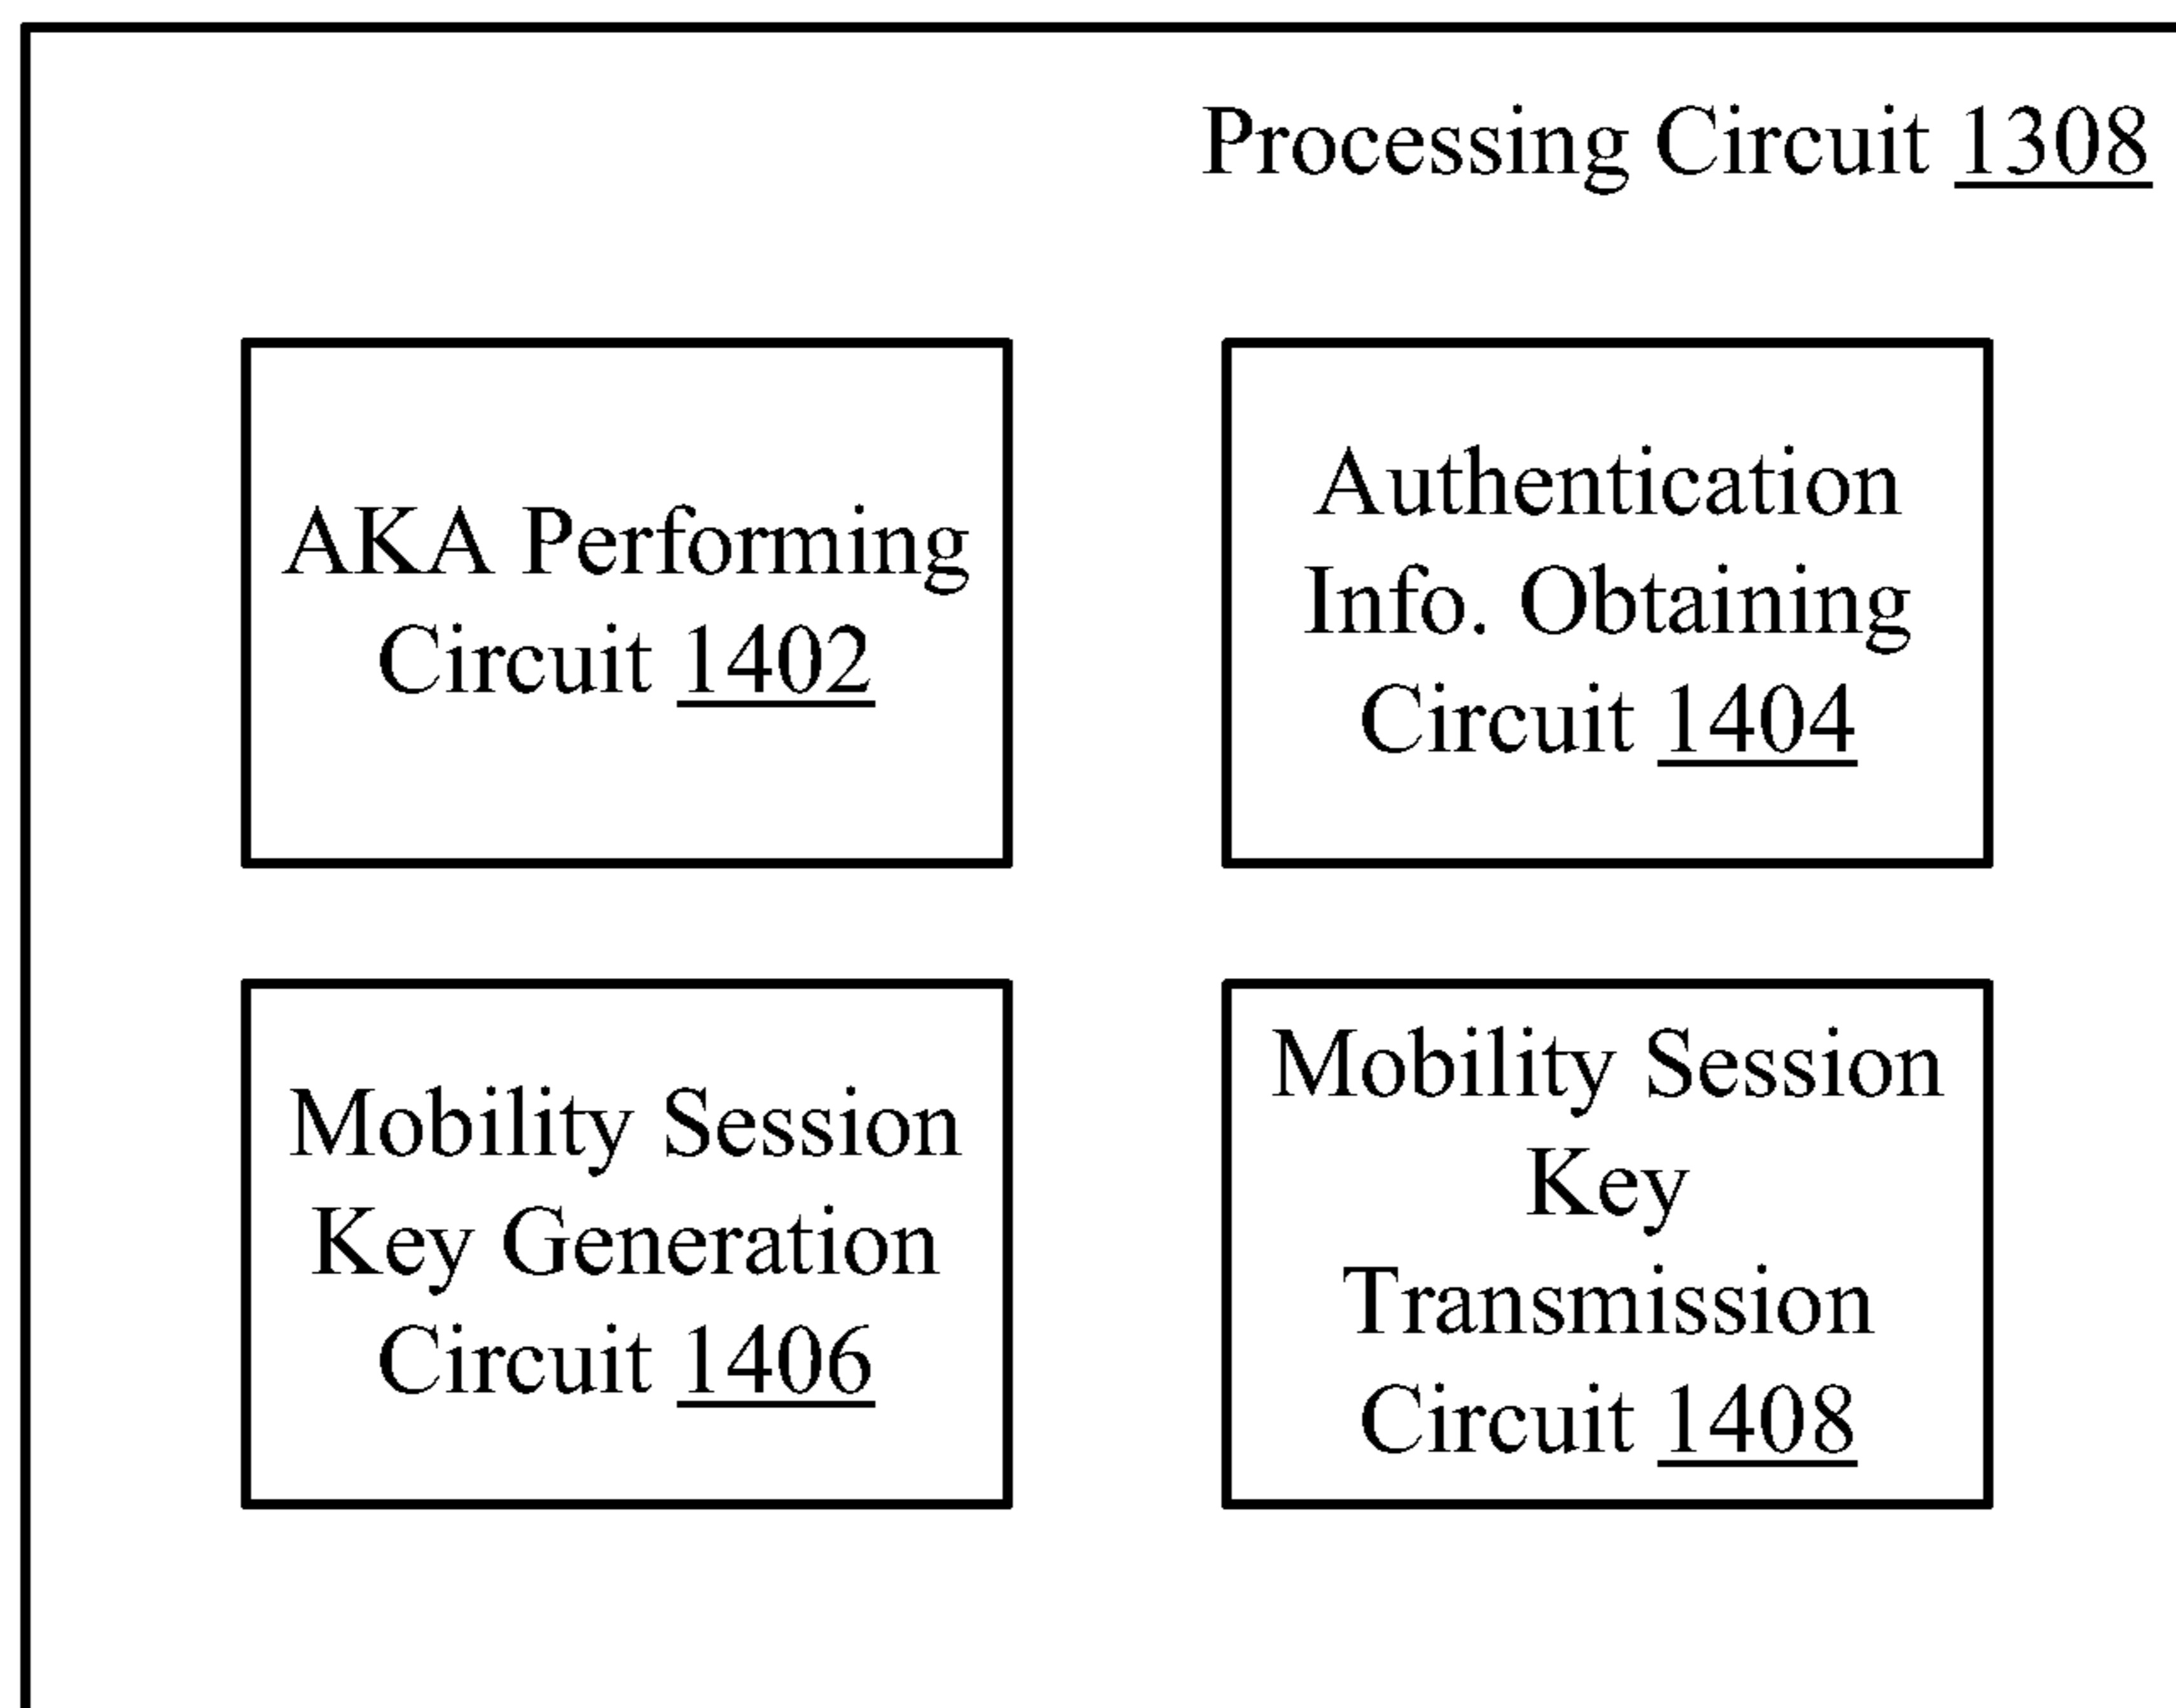 Processing Circuit 1308
AKA Performing
Circuit 1402
Authentication
Info. Obtaining
Circuit 1404
Mobility Session
Key Generation
Circuit 1406
Mobility Session
Key
Transmission
Circuit 1408